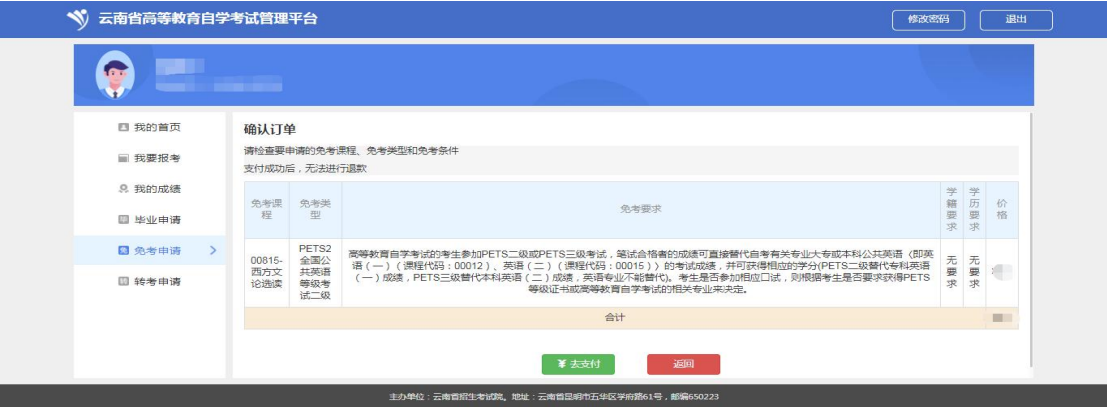 云南省高等教育自学考试管理平台
修改密码
退出
我的首页
我要报考
我的成绩
毕业申请
免考申请
转考申请
确认订单
请检查要申请的免考课程、免考类型和免考条件
支付成功后，无法进行退款
免考课
程
免考类
型
免考要求
学
籍
要
求
学
历
要
求
价
格
00815-
西方文
论选读
PETS2
全国公
共英语
等级考
试二级
高等教育自学考试的考生参加PETS二级或PETS三级考试，笔试合格者的成绩可直接替代自考有关专业大专或本科公共英语（即英
语（一）（课程代码：00012）、英语（二）（课程代码：00015））的考试成绩，并可获得相应的学分(PETS二级替代专科英语
（一）成绩，PETS三级替代本科英语（二）成绩，英语专业不能替代)。考生是否参加相应口试，则根据考生是否要求获得PETS
等级证书或高等教育自学考试的相关专业来决定。
无
要
求
无
要
求
合计
¥ 去支付
返回
主办单位：云南省招生考试院。地址：云南省昆明市五华区学府路61号，邮编650223